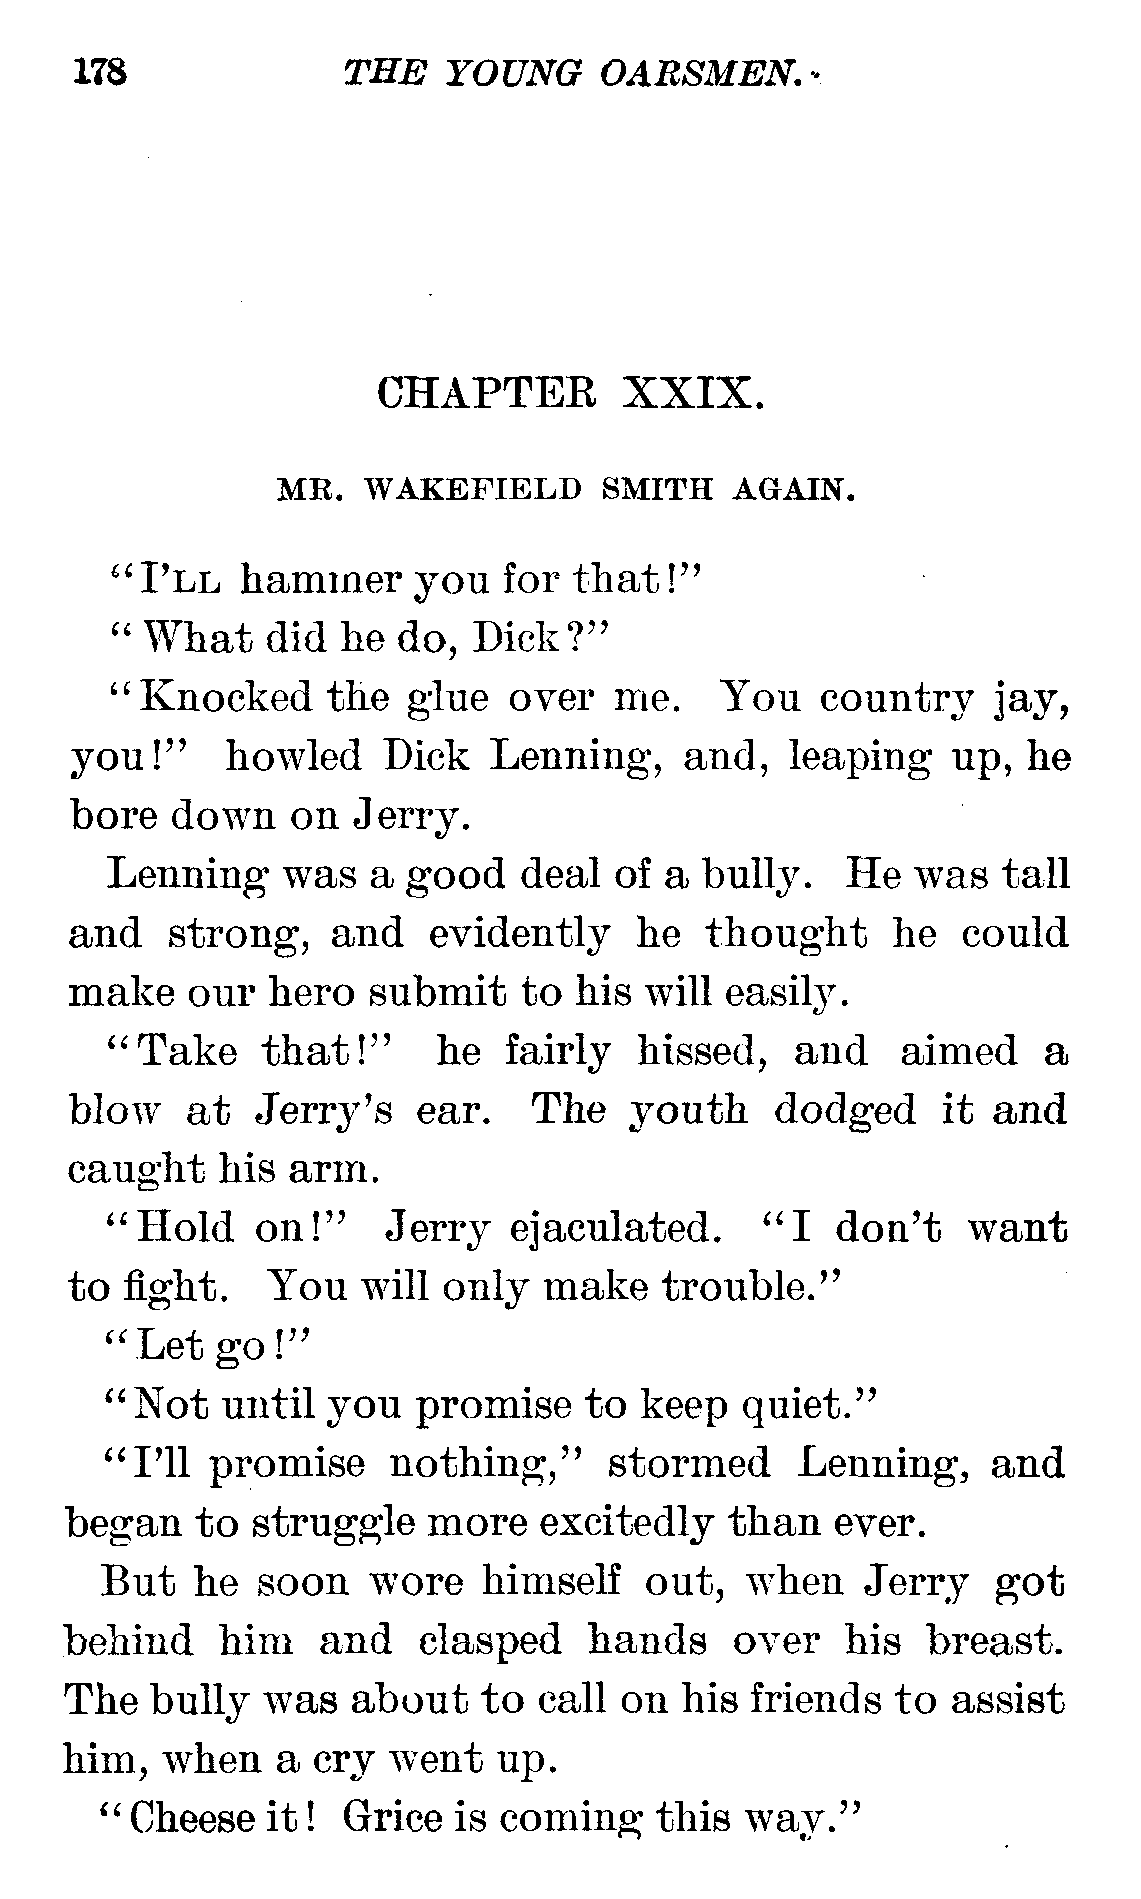 178 THE YOUNG OARSMEN.
CHAPTER XXIX.
MR. WAKEFIELD SMITH AGAIN.
“I’LL hammer you for that!”
“What did he do, Dick?”
“Knocked the glue over me. You country jay,
you!” howled Dick Lenning, and, leaping up, he
bore down on Jerry.
Lenning was a good deal of a bully. He was tall
and strong, and evidently he thought he could
make our hero submit to his will easily.
“Take that!” he fairly hissed, and aimed a
blow at Jerry’s ear. The youth dodged it and
caught his arm.
“Hold on!” Jerry ejaculated. “I don’t want
to fight. You will only make trouble.”
“Let go!”
“Not until you promise to keep quiet.”
“I’ll promise nothing,” stormed Lenning, and
began to struggle more excitedly than ever.
But he soon wore himself out, when Jerry got
behind him and clasped hands over his breast.
The bully was about to call on his friends to assist
him, when a cry went up.
“Cheese it! Grice is coming this way.”